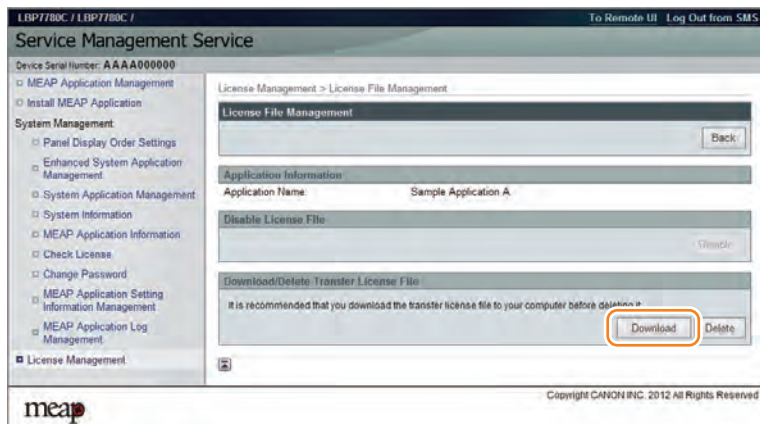 LBP7780C / LBP7780C /
To Remote UI Log Out from SMS
Service Management Service
Device Serial Number: AAAA000000
MEAP Application Management
Install MEAP Application
System Management
Panel Display Order Settings
Enhanced System Application
Management
System Application Management
System Information
MEAP Application Information
Check License
Change Password
MEAP Application Setting
Information Management
MEAP Application Log
Management
License Management
License Management > License File Management
License File Management
Back
Application Information
Application Name: Sample Application A
Disable License File
Disable
Download/Delete Transfer License File
It is recommended that you download the transfer license file to your computer before deleting it.
Download Delete
meap
Copyright CANON INC. 2012 All Rights Reserved